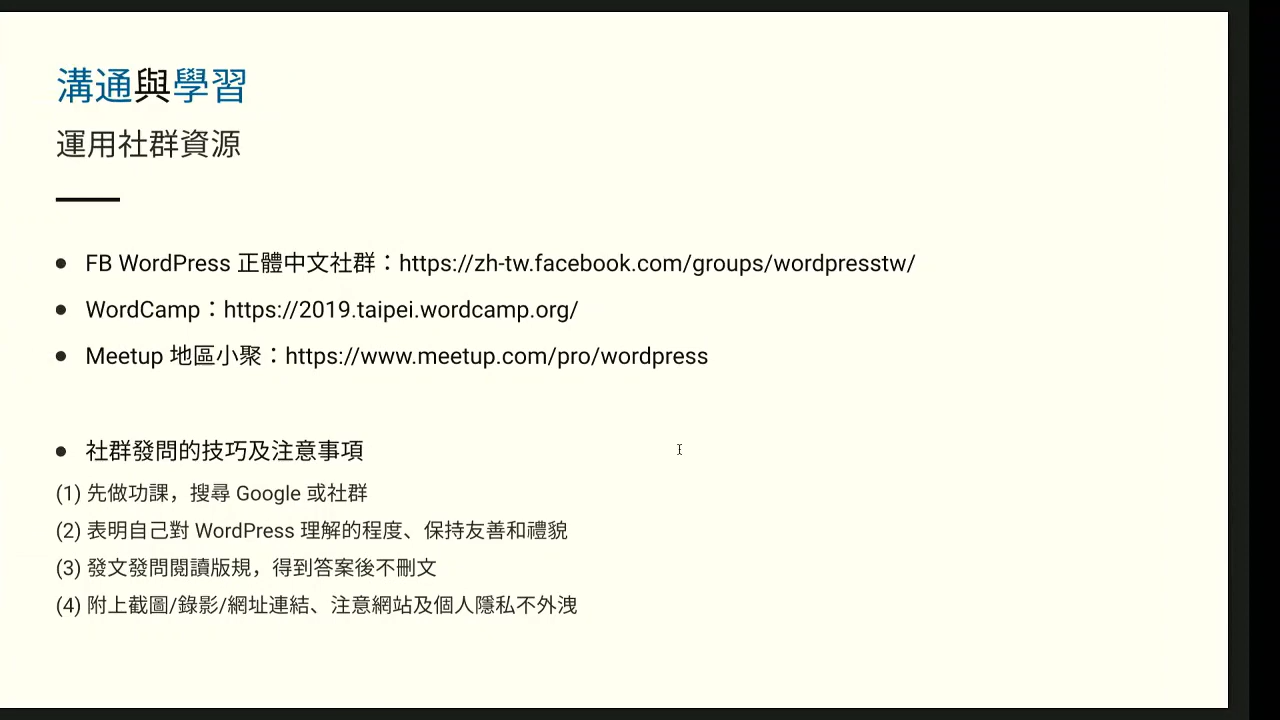 溝通與學習
運用社群資源
● FB WordPress 正體中文社群：https://zh-tw.facebook.com/groups/wordpresstw/
● WordCamp：https://2019.taipei.wordcamp.org/
● Meetup 地區小聚：https://www.meetup.com/pro/wordpress
● 社群發問的技巧及注意事項
(1) 先做功課，搜尋 Google 或社群
(2) 表明自己對 WordPress 理解的程度、保持友善和禮貌
(3) 發文發問閱讀版規，得到答案後不刪文
(4) 附上截圖/錄影/網址連結、注意網站及個人隱私不外洩